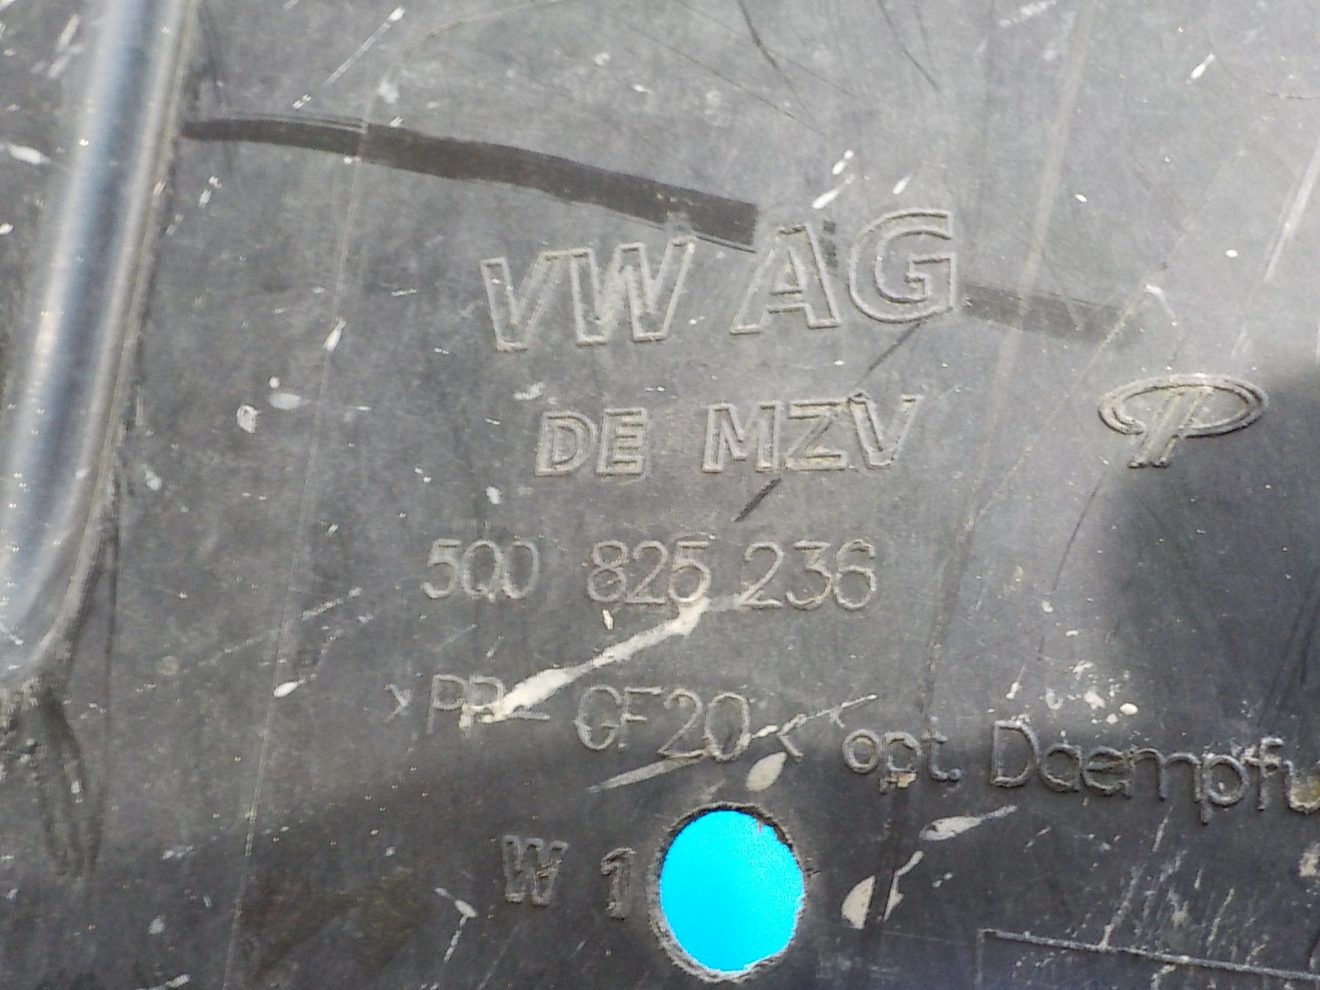 VW AG
DE MZV
5Q0 825 236
>PP-GF20< opt. Daempfu
W 1